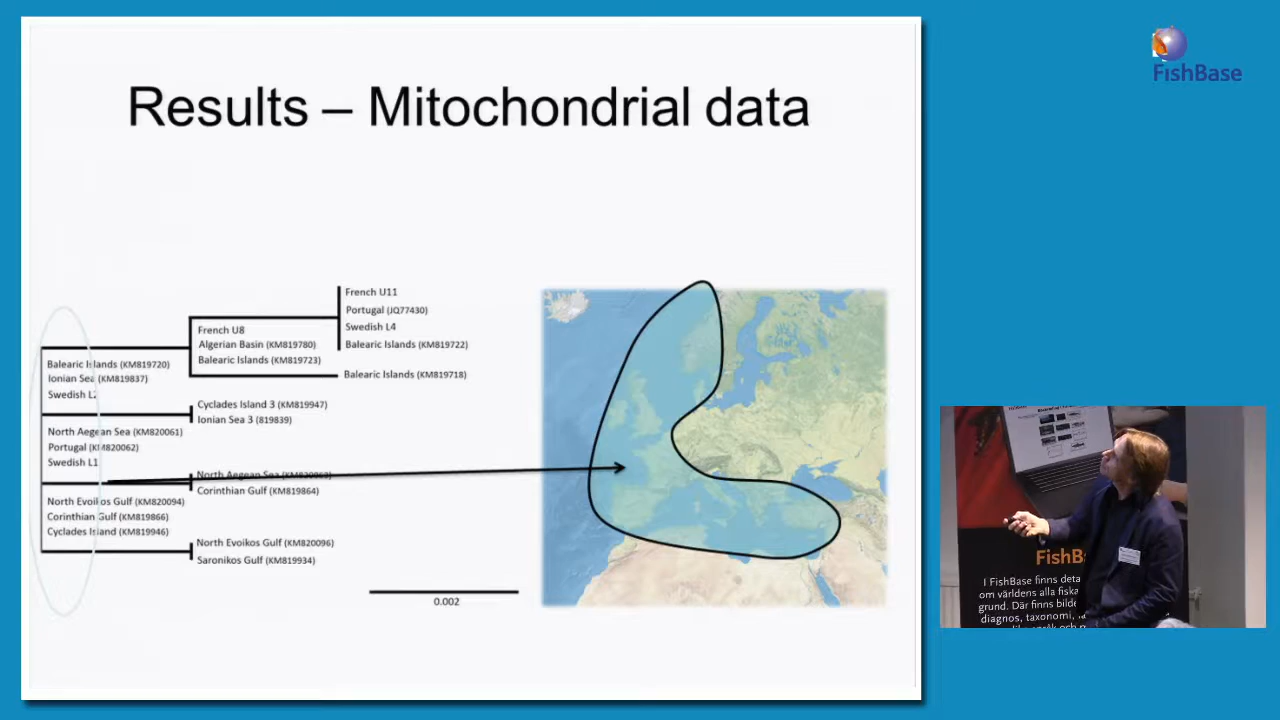 Results – Mitochondrial data
French U11
Portugal (JQ77430)
Swedish L4
Balearic Islands (KM819722)
French U8
Algerian Basin (KM819780)
Balearic Islands (KM819723)
Balearic Islands (KM819718)
Balearic Islands (KM819720)
Ionian Sea (KM819837)
Swedish L2
Cyclades Island 3 (KM819947)
Ionian Sea 3 (819839)
North Aegean Sea (KM820061)
Portugal (KM820062)
Swedish L1
North Aegean Sea
Corinthian Gulf (KM819864)
North Evoikos Gulf (KM820094)
Corinthian Gulf (KM819866)
Cyclades Island (KM819946)
North Evoikos Gulf (KM820096)
Saronikos Gulf (KM819934)
0.002
FishBase
FishB
I FishBase finns deta
om världens alla fiska
grund. Där finns bilde
diagnos, taxonomi,